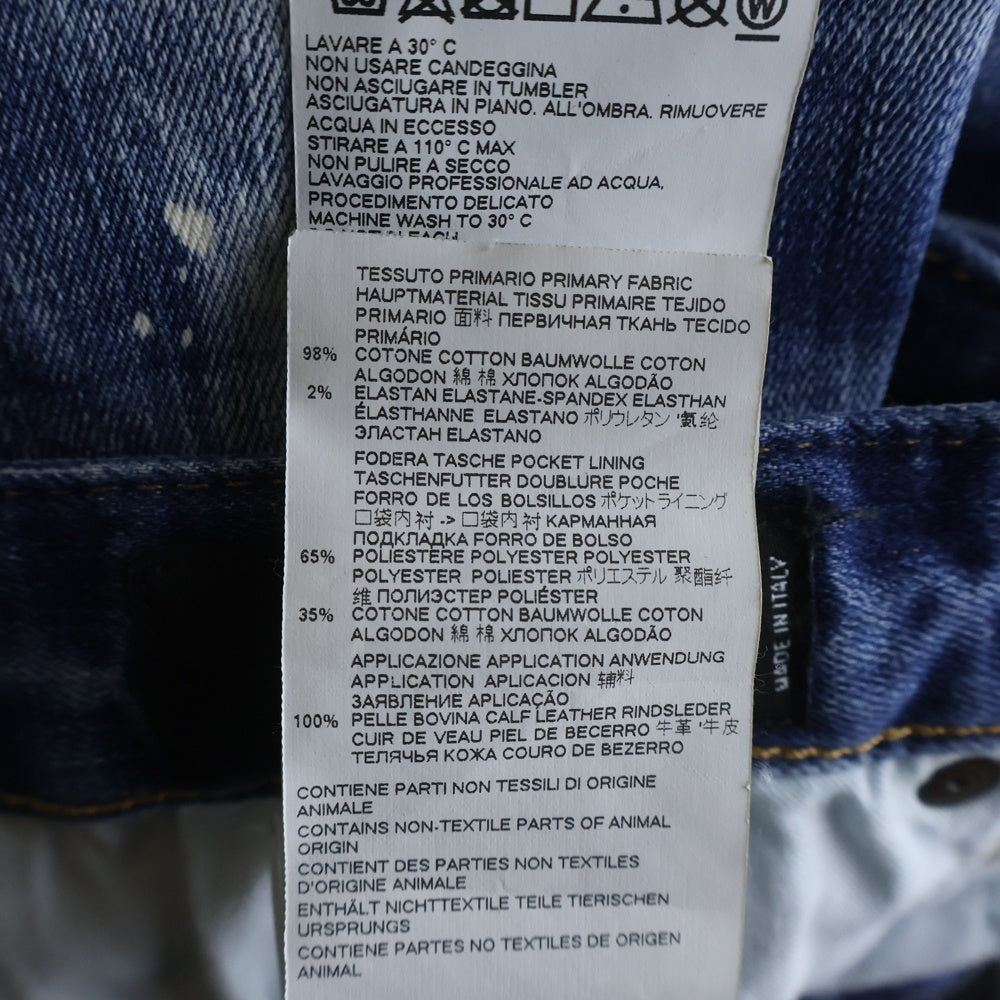 W
LAVARE A 30° C
NON USARE CANDEGGINA
NON ASCIUGARE IN TUMBLER
ASCIUGATURA IN PIANO. ALL'OMBRA. RIMUOVERE
ACQUA IN ECCESSO
STIRARE A 110° C MAX
NON PULIRE A SECCO
LAVAGGIO PROFESSIONALE AD ACQUA,
PROCEDIMENTO DELICATO
MACHINE WASH TO 30° C
TESSUTO PRIMARIO PRIMARY FABRIC
HAUPTMATERIAL TISSU PRIMAIRE TEJIDO
PRIMARIO 面料 ПЕРВИЧНАЯ ТКАНЬ TECIDO
PRIMÁRIO
98% COTONE COTTON BAUMWOLLE COTON
ALGODON 綿 棉 ХЛОПОК ALGODÃO
2% ELASTAN ELASTANE-SPANDEX ELASTHAN
ÉLASTHANNE ELASTANO ポリウレタン '氨纶
ЭЛАСТАН ELASTANO
FODERA TASCHE POCKET LINING
TASCHENFUTTER DOUBLURE POCHE
FORRO DE LOS BOLSILLOS ポケットライニング
口袋内衬 -> 口袋内衬 КАРМАННАЯ
ПОДКЛАДКА FORRO DE BOLSO
65% POLIESTERE POLYESTER POLYESTER
POLYESTER POLIESTER ポリエステル 聚酯纤
维 ПОЛИЭСТЕР POLIÉSTER
35% COTONE COTTON BAUMWOLLE COTON
ALGODON 綿 棉 ХЛОПОК ALGODÃO
APPLICAZIONE APPLICATION ANWENDUNG
APPLICATION APLICACION 辅料
ЗАЯВЛЕНИЕ APLICAÇÃO
100% PELLE BOVINA CALF LEATHER RINDSLEDER
CUIR DE VEAU PIEL DE BECERRO 牛革 '牛皮
ТЕЛЯЧЬЯ КОЖА COURO DE BEZERRO
CONTIENE PARTI NON TESSILI DI ORIGINE
ANIMALE
CONTAINS NON-TEXTILE PARTS OF ANIMAL
ORIGIN
CONTIENT DES PARTIES NON TEXTILES
D'ORIGINE ANIMALE
ENTHÄLT NICHTTEXTILE TEILE TIERISCHEN
URSPRUNGS
CONTIENE PARTES NO TEXTILES DE ORIGEN
ANIMAL
MADE IN ITALY